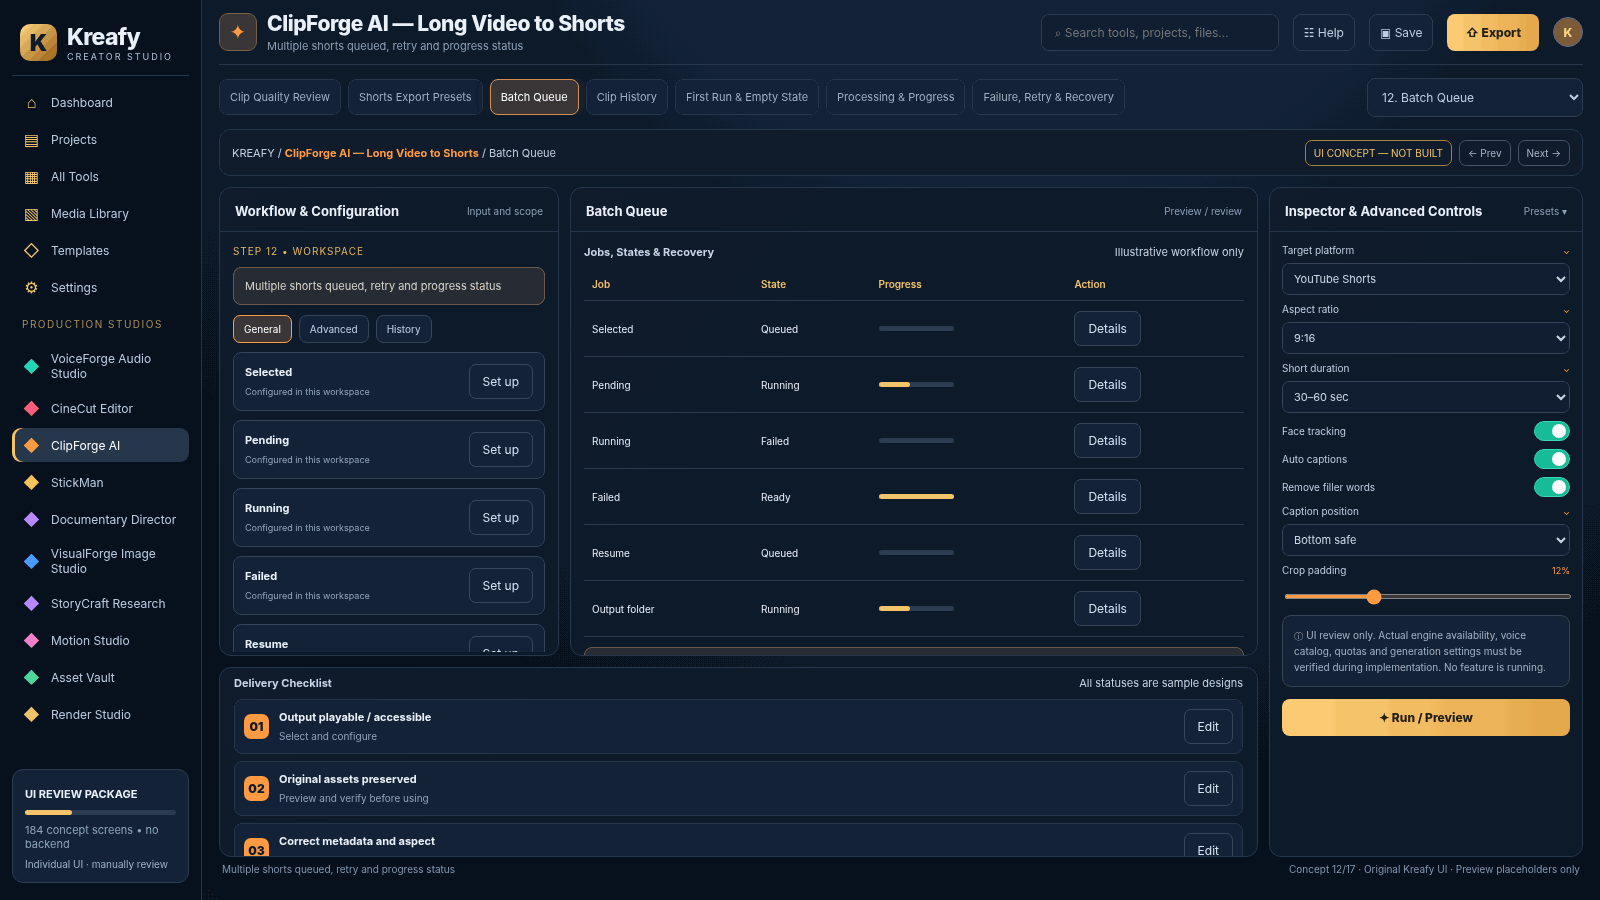 K
Kreafy
CREATOR STUDIO
Dashboard
Projects
All Tools
Media Library
Templates
Settings
PRODUCTION STUDIOS
VoiceForge Audio
Studio
CineCut Editor
ClipForge AI
StickMan
Documentary Director
VisualForge Image
Studio
StoryCraft Research
Motion Studio
Asset Vault
Render Studio
UI REVIEW PACKAGE
184 concept screens • no
backend
Individual UI · manually review
ClipForge AI — Long Video to Shorts
Multiple shorts queued, retry and progress status
Search tools, projects, files...
Help
Save
Export
K
Clip Quality Review
Shorts Export Presets
Batch Queue
Clip History
First Run & Empty State
Processing & Progress
Failure, Retry & Recovery
12. Batch Queue
KREAFY / ClipForge AI — Long Video to Shorts / Batch Queue
UI CONCEPT — NOT BUILT
← Prev
Next →
Workflow & Configuration
Input and scope
STEP 12 • WORKSPACE
Multiple shorts queued, retry and progress status
General
Advanced
History
Selected
Configured in this workspace
Set up
Pending
Configured in this workspace
Set up
Running
Configured in this workspace
Set up
Failed
Configured in this workspace
Set up
Resume
Set up
Batch Queue
Preview / review
Jobs, States & Recovery
Illustrative workflow only
Job State Progress Action
Selected Queued Details
Pending Running Details
Running Failed Details
Failed Ready Details
Resume Queued Details
Output folder Running Details
Delivery Checklist
All statuses are sample designs
01
Output playable / accessible
Select and configure
Edit
02
Original assets preserved
Preview and verify before using
Edit
03
Correct metadata and aspect
Edit
Inspector & Advanced Controls
Presets ▾
Target platform
YouTube Shorts
Aspect ratio
9:16
Short duration
30–60 sec
Face tracking
Auto captions
Remove filler words
Caption position
Bottom safe
Crop padding
12%
ⓘ UI review only. Actual engine availability, voice
catalog, quotas and generation settings must be
verified during implementation. No feature is running.
✦ Run / Preview
Multiple shorts queued, retry and progress status
Concept 12/17 · Original Kreafy UI · Preview placeholders only